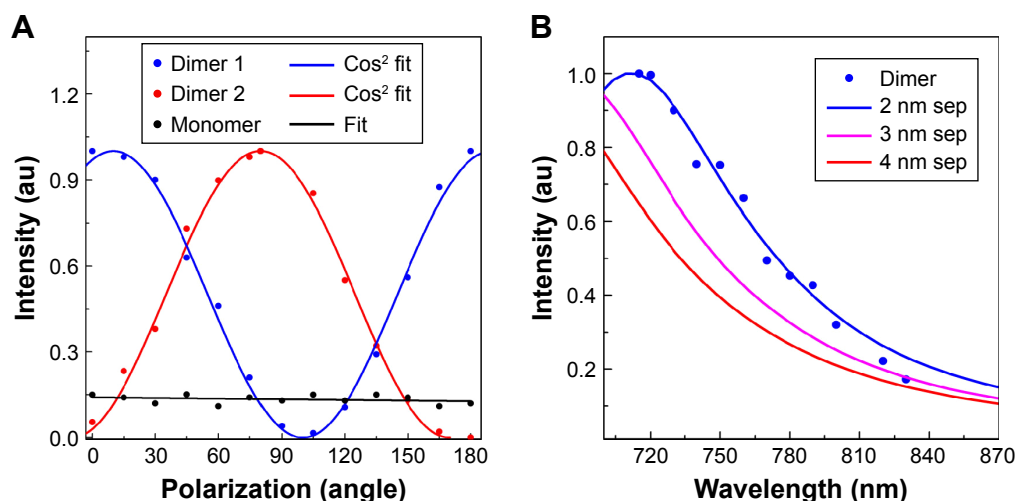 A
Intensity (au)
1.2
0.9
0.6
0.3
0.0
Dimer 1
Cos² fit
Dimer 2
Cos² fit
Monomer
Fit
0 30 60 90 120 150 180
Polarization (angle)
B
Intensity (au)
1.0
0.8
0.6
0.4
0.2
Dimer
2 nm sep
3 nm sep
4 nm sep
720 750 780 810 840 870
Wavelength (nm)